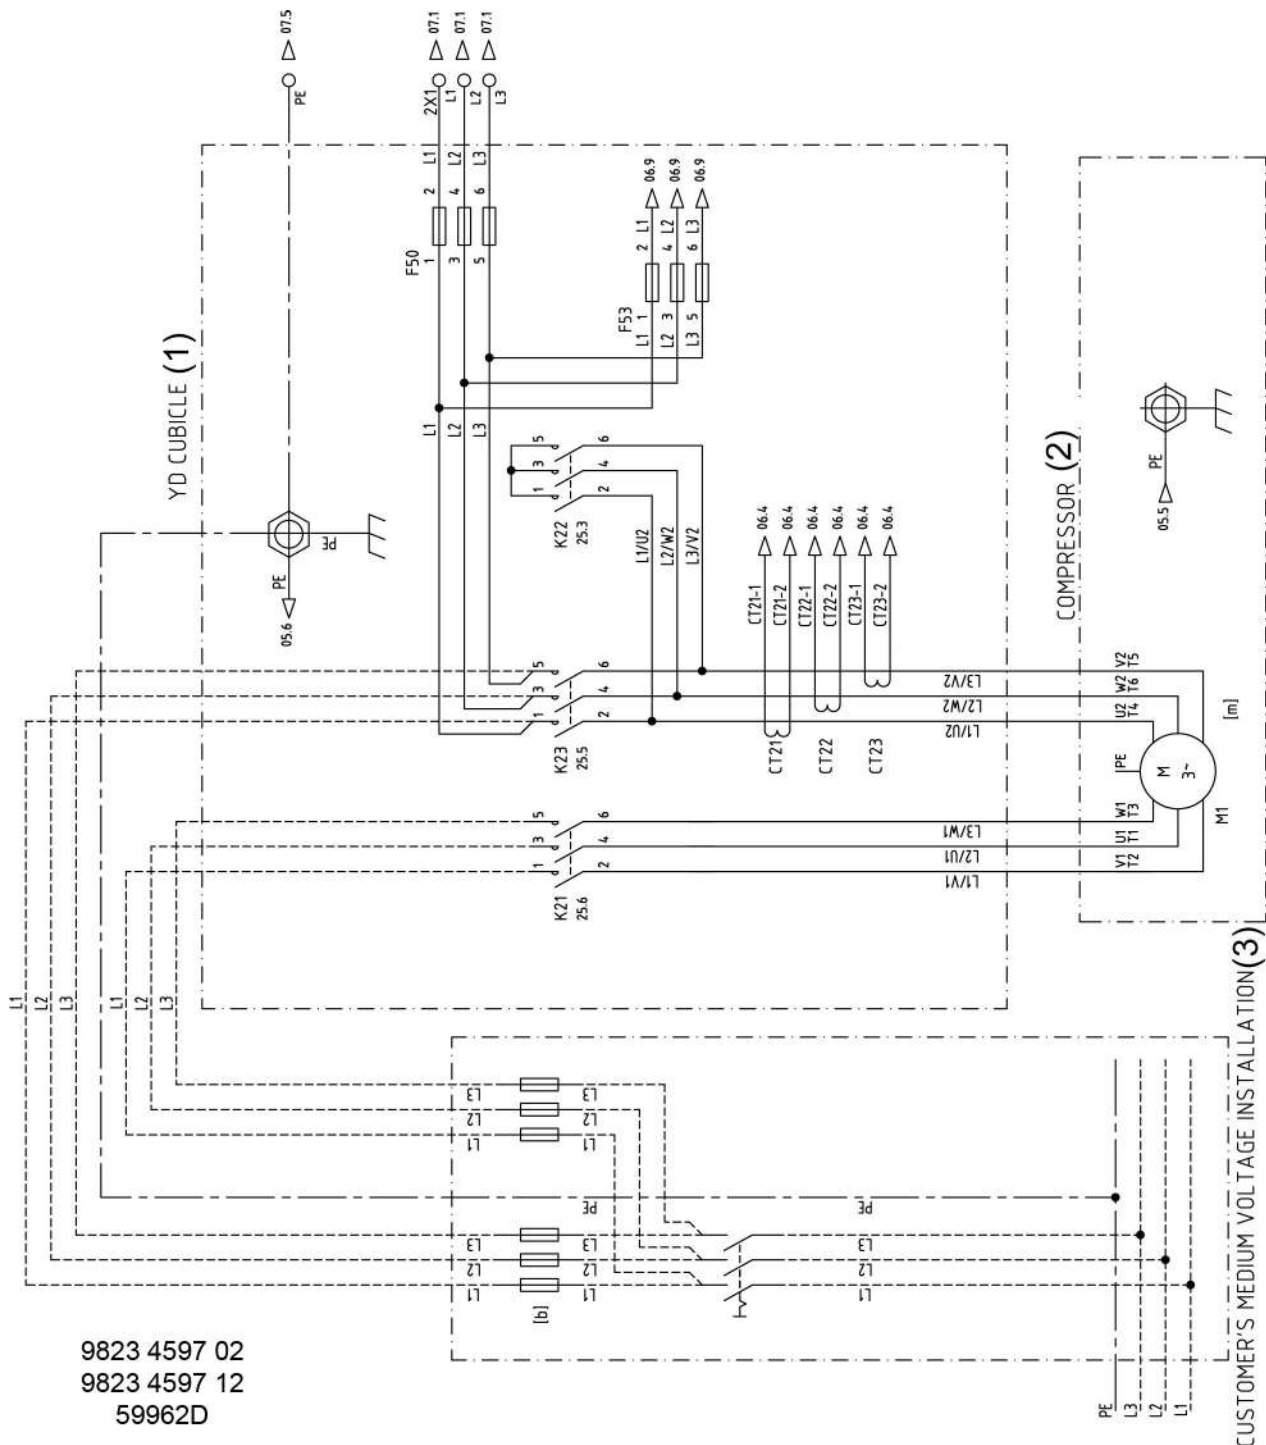 07.5
PE
07.1
07.1
07.1
2X1
L1
L2
L3
YD CUBICLE (1)
L1
L2
L3
2
4
6
F50
1
3
5
06.9
06.9
06.9
L1
L2
L3
2
4
6
F53
1
3
5
L1
L2
L3
L1
L2
L3
PE
PE
05.6
5
3
1
6
4
2
K22
25.3
L1/U2
L2/W2
L3/V2
06.4
06.4
06.4
06.4
06.4
06.4
CT21-1
CT21-2
CT22-1
CT22-2
CT23-1
CT23-2
CT21
CT22
CT23
5
3
1
6
4
2
K23
25.5
L3/V2
L2/W2
L1/U2
5
3
1
6
4
2
K21
25.6
L3/W1
L2/U1
L1/V1
COMPRESSOR (2)
PE
05.5
V2
T5
W2
T6
U2
T4
PE
[m]
M
3~
M1
W1
T3
U1
T1
V1
T2
L1
L2
L3
L1
L2
L3
CUSTOMER'S MEDIUM VOLTAGE INSTALLATION (3)
L3
L2
L1
L3
L2
L1
PE
PE
L3
L2
L1
L3
L2
L1
[b]
L3
L2
L1
PE
L3
L2
L1
9823 4597 02
9823 4597 12
59962D